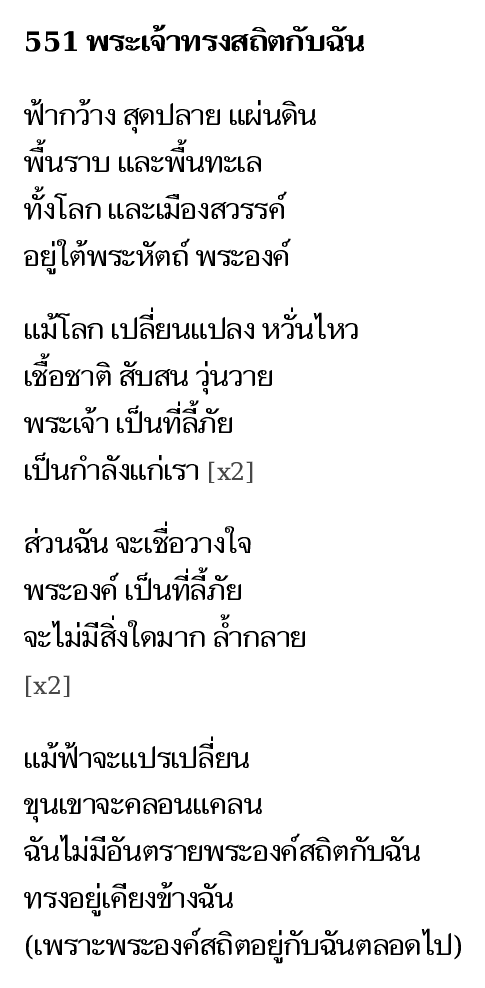 551 พระเจ้าทรงสถิตกับฉัน
ฟ้ากว้าง สุดปลาย แผ่นดิน
พื้นราบ และพื้นทะเล
ทั้งโลก และเมืองสวรรค์
อยู่ใต้พระหัตถ์ พระองค์
แม้โลก เปลี่ยนแปลง หวั่นไหว
เชื้อชาติ สับสน วุ่นวาย
พระเจ้า เป็นที่ลี้ภัย
เป็นกำลังแก่เรา [x2]
ส่วนฉัน จะเชื่อวางใจ
พระองค์ เป็นที่ลี้ภัย
จะไม่มีสิ่งใดมาก ล้ำกลาย
[x2]
แม้ฟ้าจะแปรเปลี่ยน
ขุนเขาจะคลอนแคลน
ฉันไม่มีอันตรายพระองค์สถิตกับฉัน
ทรงอยู่เคียงข้างฉัน
(เพราะพระองค์สถิตอยู่กับฉันตลอดไป)